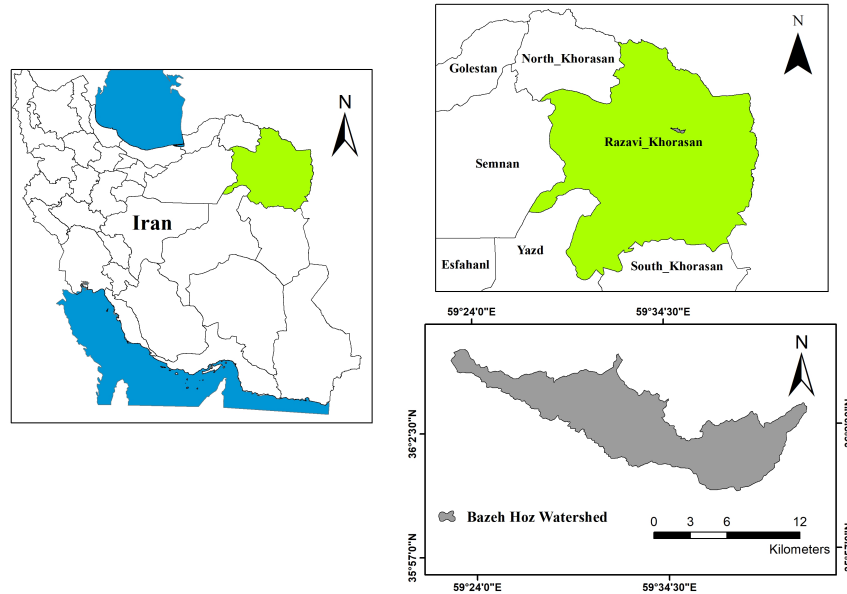 N
Iran
N
Golestan
North_Khorasan
Semnan
Razavi_Khorasan
Yazd
Esfahanl
South_Khorasan
59°24'0"E
59°34'30"E
N
36°2'30"N
35°57'0"N
Bazeh Hoz Watershed
0 3 6 12
Kilometers
59°24'0"E
59°34'30"E